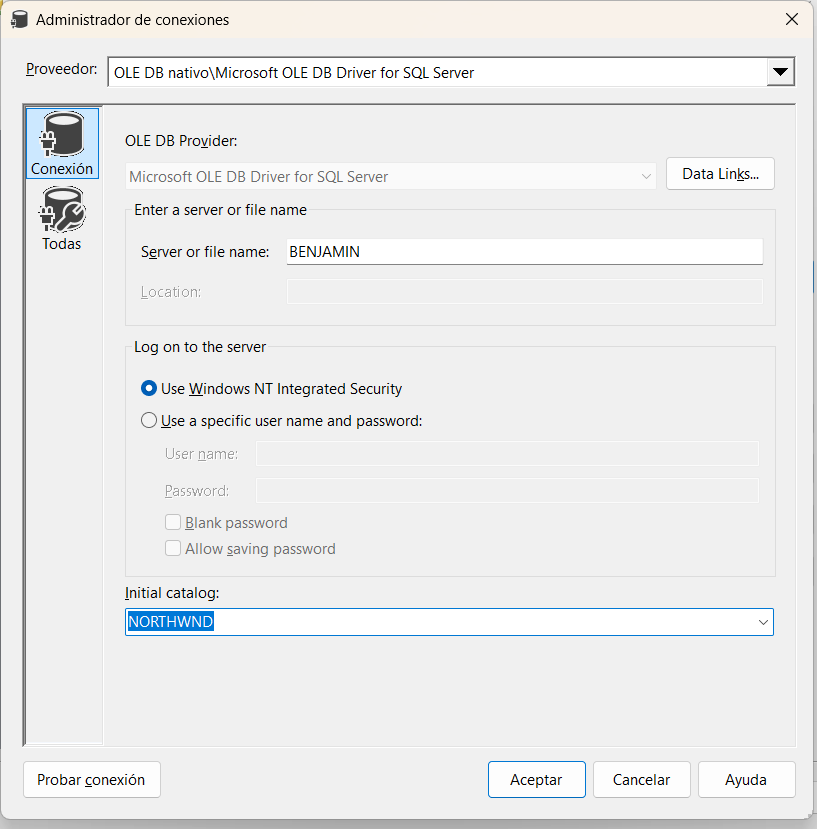 Administrador de conexiones
Proveedor: OLE DB nativo\Microsoft OLE DB Driver for SQL Server
Conexión
Todas
OLE DB Provider:
Microsoft OLE DB Driver for SQL Server
Data Links...
Enter a server or file name
Server or file name: BENJAMIN
Location:
Log on to the server
Use Windows NT Integrated Security
Use a specific user name and password:
User name:
Password:
Blank password
Allow saving password
Initial catalog:
NORTHWND
Probar conexión Aceptar Cancelar Ayuda